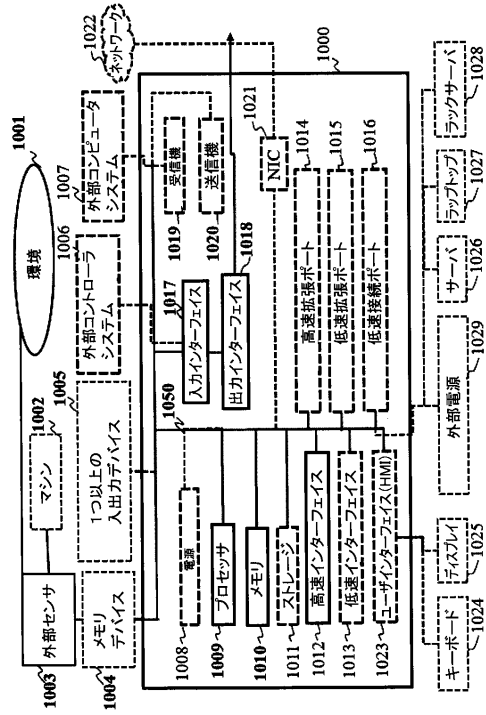 1001
環境
1002
マシン
1003
外部センサ
1004
メモリ
デバイス
1005
1つ以上の
入出力デバイス
1006
外部コントローラ
システム
1007
外部コンピュータ
システム
1022
ネットワーク
1000
1050
1008
電源
1009
プロセッサ
1010
メモリ
1011
ストレージ
1012
高速インターフェイス
1013
低速インターフェイス
1023
ユーザインターフェイス(HMI)
1017
入力インターフェイス
1018
出力インターフェイス
1019
受信機
1020
送信機
1021
NIC
1014
高速拡張ポート
1015
低速拡張ポート
1016
低速接続ポート
キーボード
1024
ディスプレイ
1025
外部電源
1029
サーバ
1026
ラップトップ
1027
ラックサーバ
1028